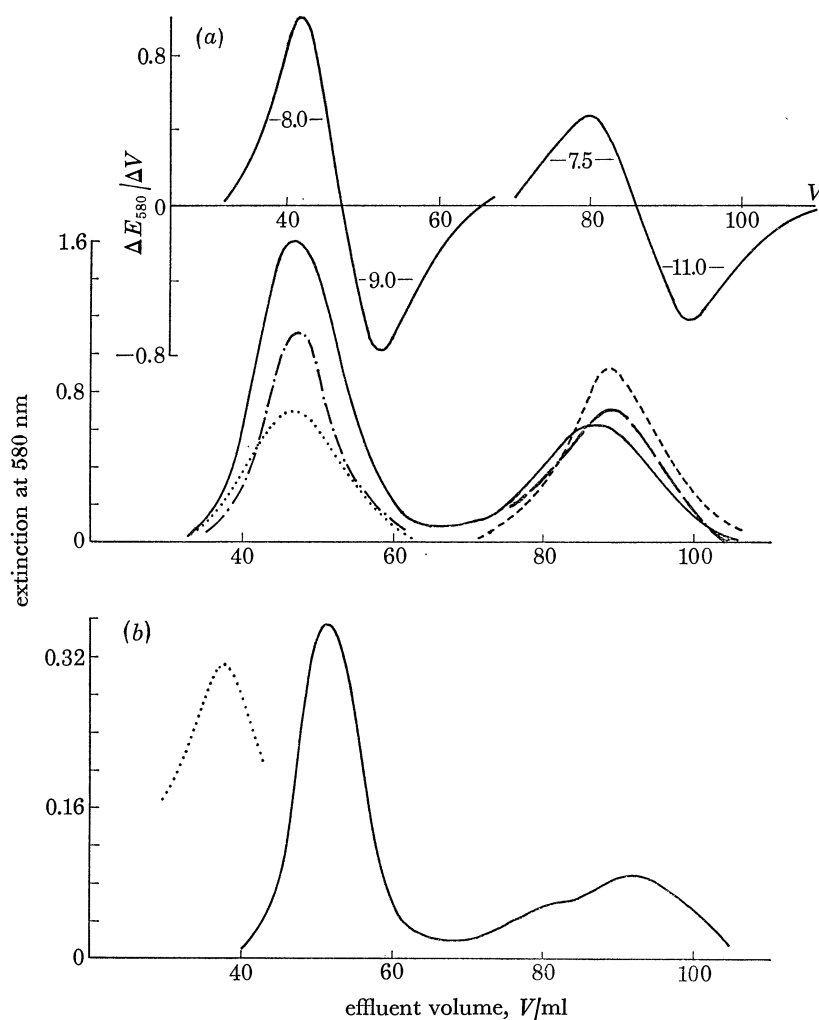 (a)
0.8
0
−0.8
ΔE580/ΔV
–8.0–
–9.0–
–7.5–
–11.0–
40 60 80 100
V
1.6
0.8
0
40 60 80 100
extinction at 580 nm
(b)
0.32
0.16
0
40 60 80 100
effluent volume, V/ml